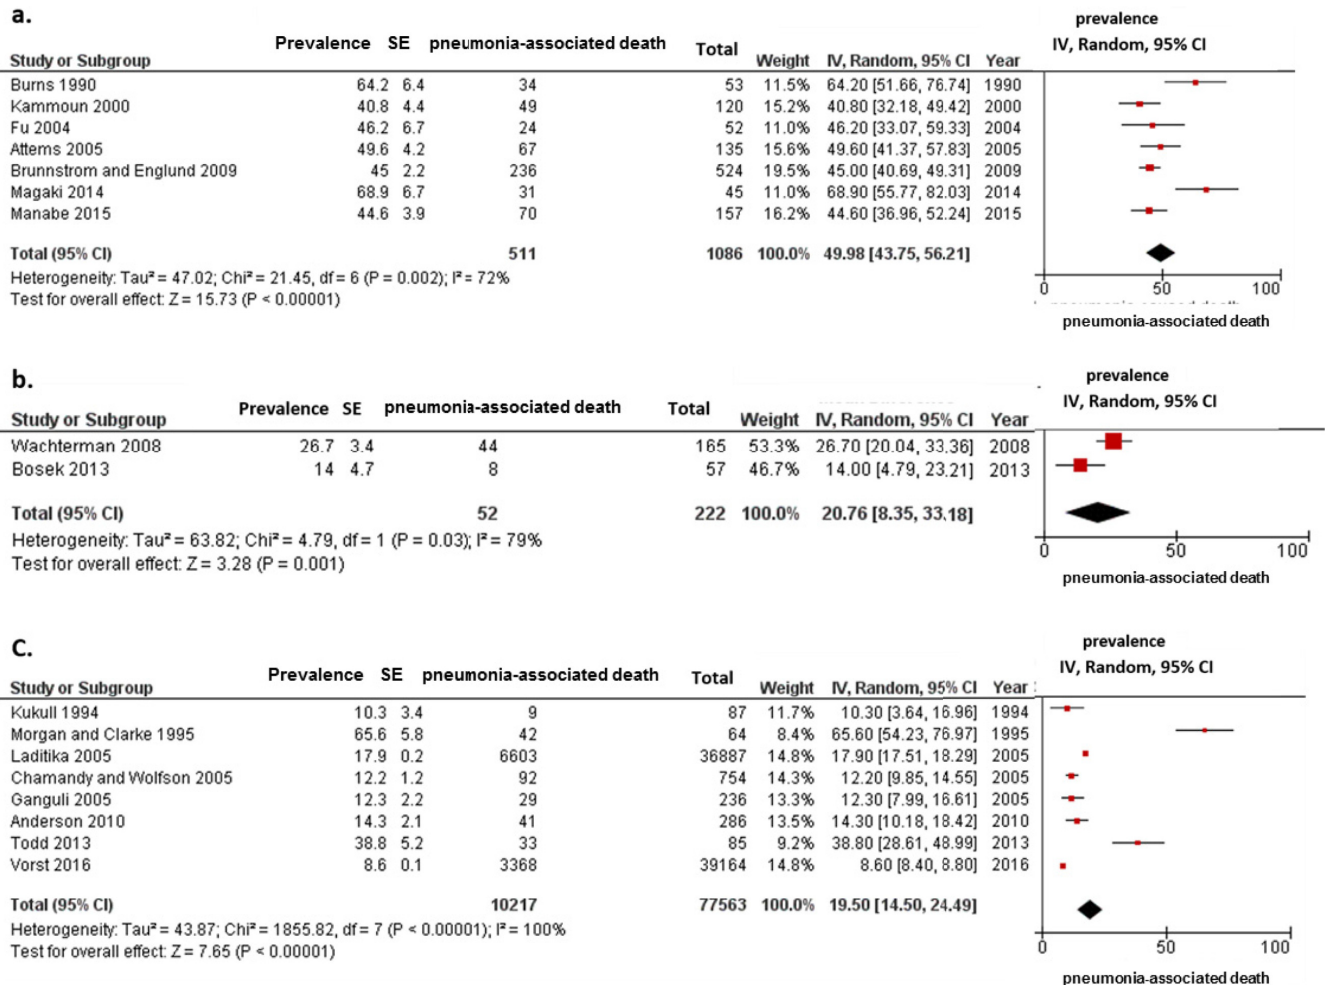 a.
prevalence
Prevalence SE pneumonia-associated death Total IV, Random, 95% CI
Study or Subgroup Weight IV, Random, 95% CI Year
Burns 1990 64.2 6.4 34 53 11.5% 64.20 [51.66, 76.74] 1990
Kammoun 2000 40.8 4.4 49 120 15.2% 40.80 [32.18, 49.42] 2000
Fu 2004 46.2 6.7 24 52 11.0% 46.20 [33.07, 59.33] 2004
Attems 2005 49.6 4.2 67 135 15.6% 49.60 [41.37, 57.83] 2005
Brunnstrom and Englund 2009 45 2.2 236 524 19.5% 45.00 [40.69, 49.31] 2009
Magaki 2014 68.9 6.7 31 45 11.0% 68.90 [55.77, 82.03] 2014
Manabe 2015 44.6 3.9 70 157 16.2% 44.60 [36.96, 52.24] 2015
Total (95% CI) 511 1086 100.0% 49.98 [43.75, 56.21]
Heterogeneity: Tau² = 47.02; Chi² = 21.45, df = 6 (P = 0.002); I² = 72%
Test for overall effect: Z = 15.73 (P < 0.00001)
0 50 100
pneumonia-associated death
b.
prevalence
Prevalence SE pneumonia-associated death Total IV, Random, 95% CI
Study or Subgroup Weight IV, Random, 95% CI Year
Wachterman 2008 26.7 3.4 44 165 53.3% 26.70 [20.04, 33.36] 2008
Bosek 2013 14 4.7 8 57 46.7% 14.00 [4.79, 23.21] 2013
Total (95% CI) 52 222 100.0% 20.76 [8.35, 33.18]
Heterogeneity: Tau² = 63.82; Chi² = 4.79, df = 1 (P = 0.03); I² = 79%
Test for overall effect: Z = 3.28 (P = 0.001)
0 50 100
pneumonia-associated death
C.
prevalence
Prevalence SE pneumonia-associated death Total IV, Random, 95% CI
Study or Subgroup Weight IV, Random, 95% CI Year
Kukull 1994 10.3 3.4 9 87 11.7% 10.30 [3.64, 16.96] 1994
Morgan and Clarke 1995 65.6 5.8 42 64 8.4% 65.60 [54.23, 76.97] 1995
Laditika 2005 17.9 0.2 6603 36887 14.8% 17.90 [17.51, 18.29] 2005
Chamandy and Wolfson 2005 12.2 1.2 92 754 14.3% 12.20 [9.85, 14.55] 2005
Ganguli 2005 12.3 2.2 29 236 13.3% 12.30 [7.99, 16.61] 2005
Anderson 2010 14.3 2.1 41 286 13.5% 14.30 [10.18, 18.42] 2010
Todd 2013 38.8 5.2 33 85 9.2% 38.80 [28.61, 48.99] 2013
Vorst 2016 8.6 0.1 3368 39164 14.8% 8.60 [8.40, 8.80] 2016
Total (95% CI) 10217 77563 100.0% 19.50 [14.50, 24.49]
Heterogeneity: Tau² = 43.87; Chi² = 1855.82, df = 7 (P < 0.00001); I² = 100%
Test for overall effect: Z = 7.65 (P < 0.00001)
0 50 100
pneumonia-associated death